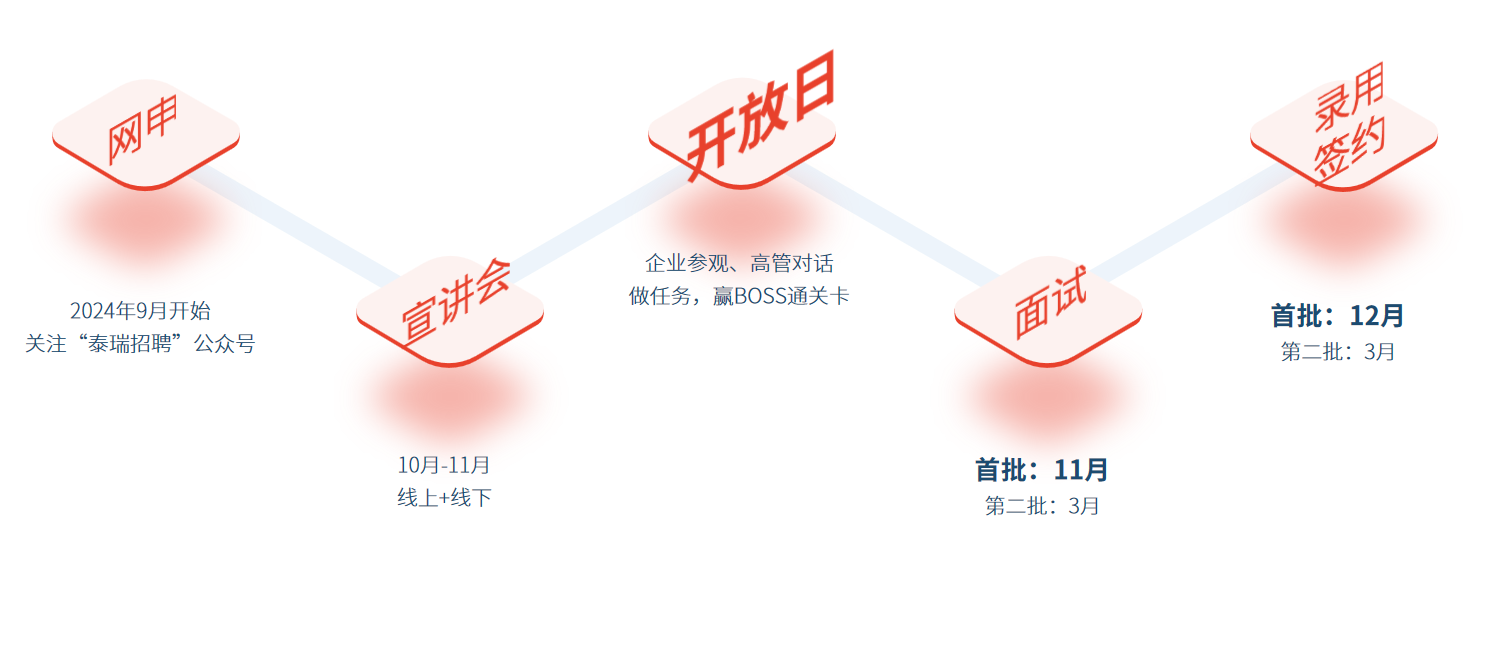 网申
2024年9月开始
关注“泰瑞招聘”公众号
宣讲会
10月-11月
线上+线下
开放日
企业参观、高管对话
做任务，赢BOSS通关卡
面试
首批：11月
第二批：3月
录用
签约
首批：12月
第二批：3月